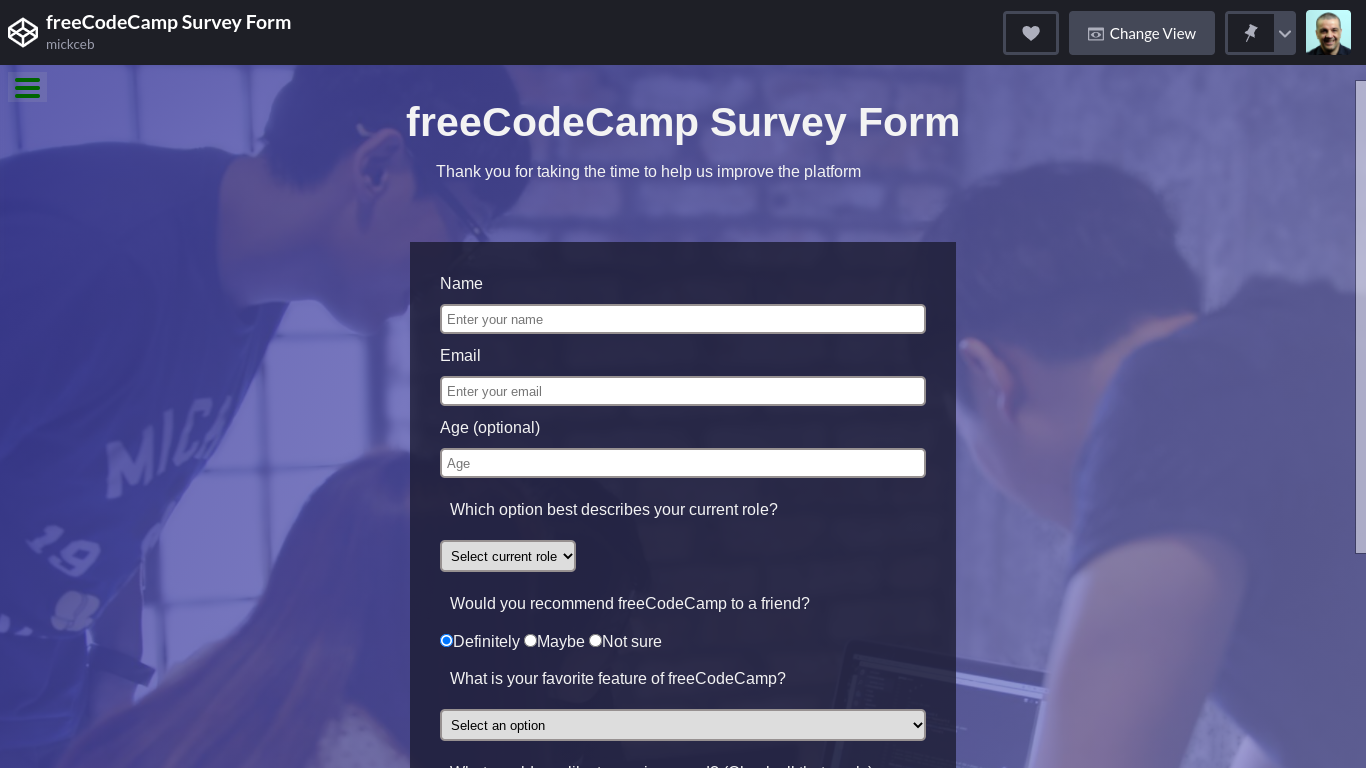 freeCodeCamp Survey Form
mickceb
Change View
freeCodeCamp Survey Form
Thank you for taking the time to help us improve the platform
Name
Enter your name
Email
Enter your email
Age (optional)
Age
Which option best describes your current role?
Select current role
Would you recommend freeCodeCamp to a friend?
Definitely Maybe Not sure
What is your favorite feature of freeCodeCamp?
Select an option
MICH
19